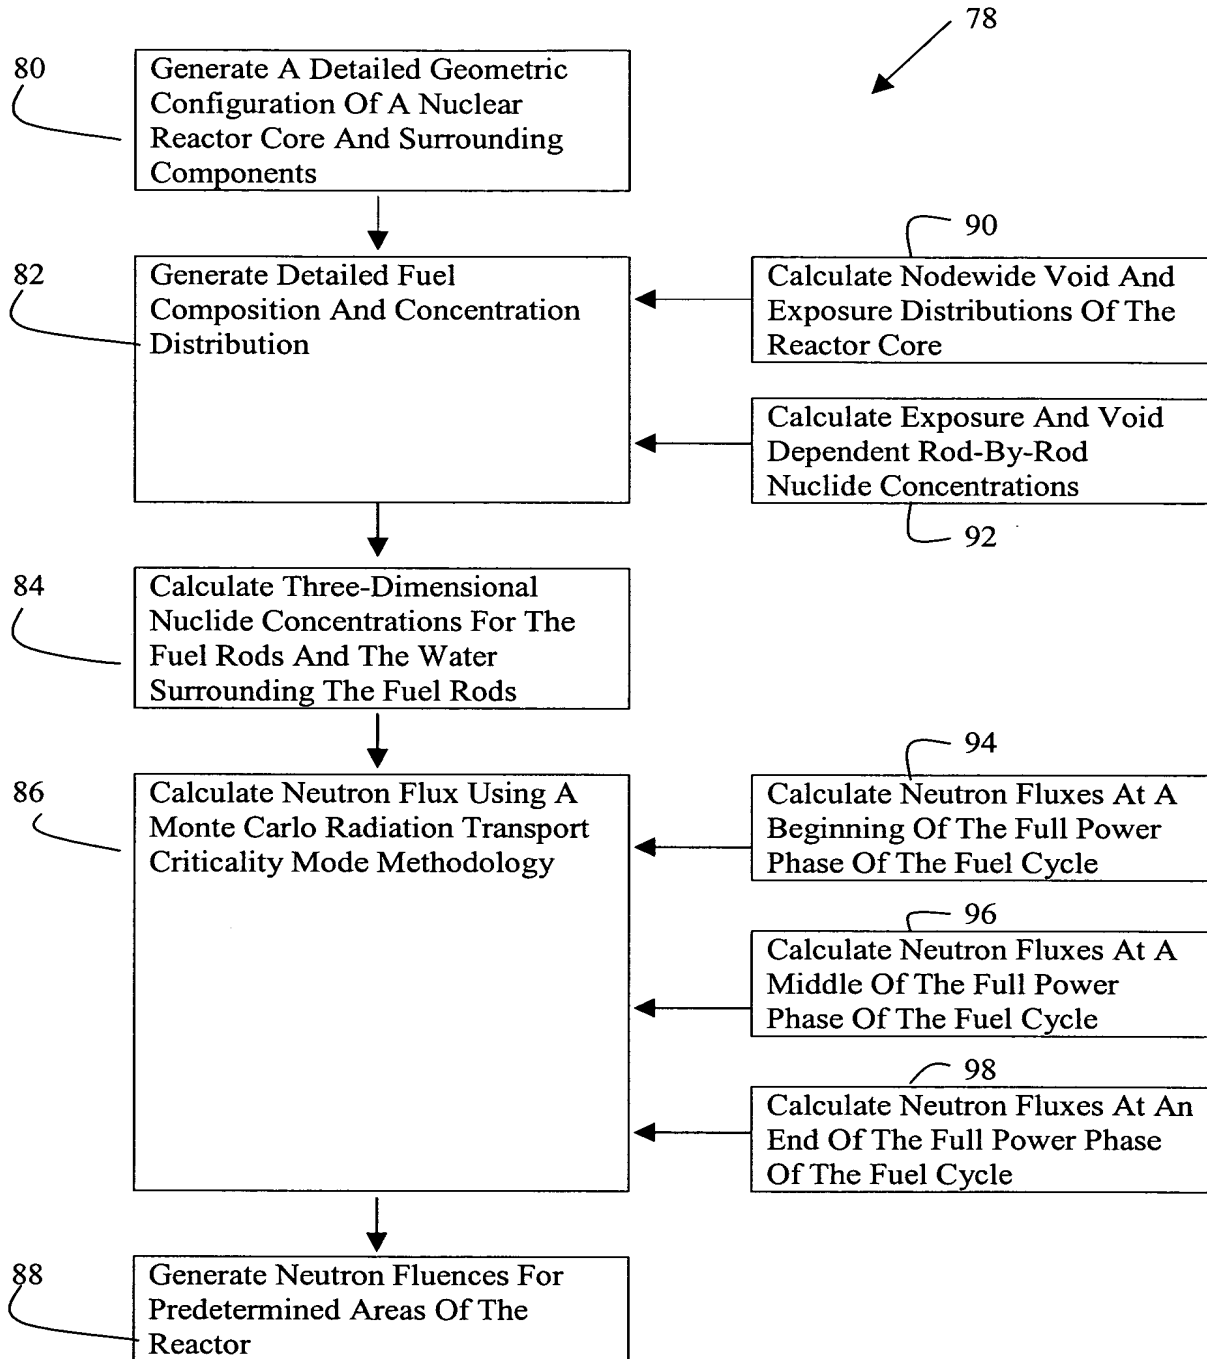 78
80
Generate A Detailed Geometric
Configuration Of A Nuclear
Reactor Core And Surrounding
Components
82
Generate Detailed Fuel
Composition And Concentration
Distribution
90
Calculate Nodewide Void And
Exposure Distributions Of The
Reactor Core
Calculate Exposure And Void
Dependent Rod-By-Rod
Nuclide Concentrations
92
84
Calculate Three-Dimensional
Nuclide Concentrations For The
Fuel Rods And The Water
Surrounding The Fuel Rods
86
Calculate Neutron Flux Using A
Monte Carlo Radiation Transport
Criticality Mode Methodology
94
Calculate Neutron Fluxes At A
Beginning Of The Full Power
Phase Of The Fuel Cycle
96
Calculate Neutron Fluxes At A
Middle Of The Full Power
Phase Of The Fuel Cycle
98
Calculate Neutron Fluxes At An
End Of The Full Power Phase
Of The Fuel Cycle
88
Generate Neutron Fluences For
Predetermined Areas Of The
Reactor